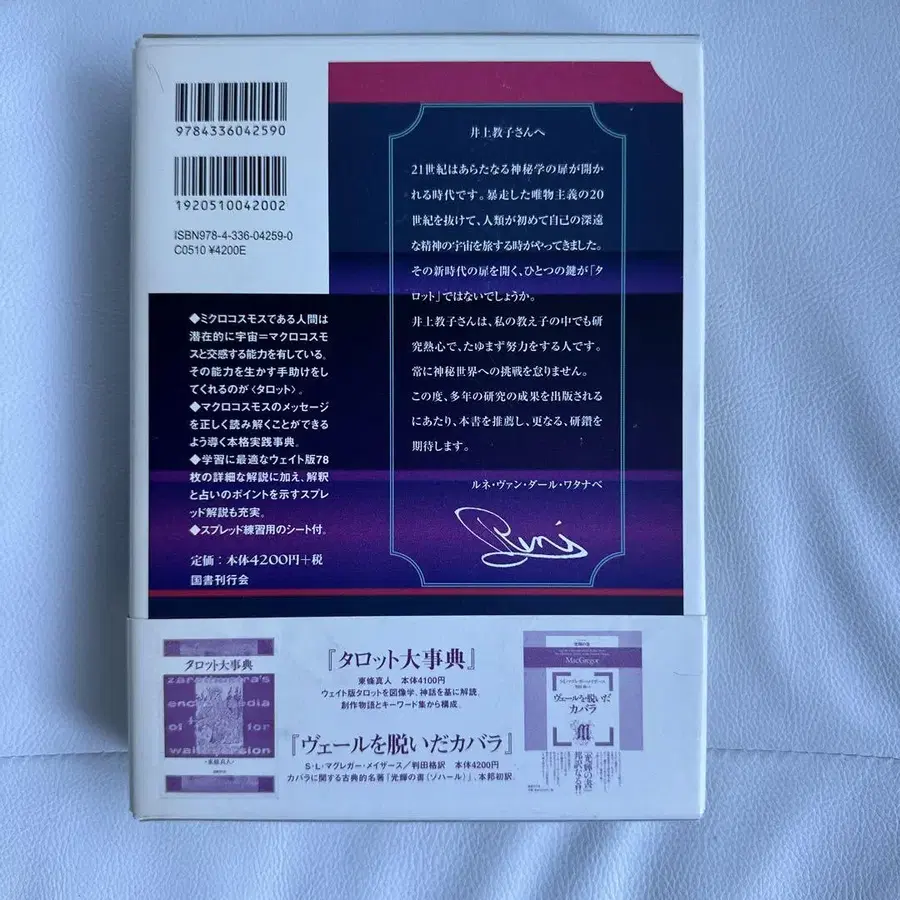 9784336042590
1920510042002
ISBN978-4-336-04259-0
C0510 ¥4200E
◆ミクロコスモスである人間は
潜在的に宇宙=マクロコスモ
スと交感する能力を有している。
その能力を生かす手助けをし
てくれるのが〈タロット〉。
◆マクロコスモスのメッセージ
を正しく読み解くことができる
よう導く本格実践事典。
◆学習に最適なウェイト版78
枚の詳細な解説に加え、解釈
と占いのポイントを示すスプレ
ッド解説も充実。
◆スプレッド練習用のシート付。
定価:本体4200円+税
国書刊行会
井上教子さんへ
21世紀はあらたなる神秘学の扉が開か
れる時代です。暴走した唯物主義の20
世紀を抜けて、人類が初めて自己の深遠
な精神の宇宙を旅する時がやってきました。
その新時代の扉を開く、ひとつの鍵が「タ
ロット」ではないでしょうか。
井上教子さんは、私の教え子の中でも研
究熱心で、たゆまず努力をする人です。
常に神秘世界への挑戦を怠りません。
この度、多年の研究の成果を出版される
にあたり、本書を推薦し、更なる、研鑽を
期待します。
ルネ・ヴァン・ダール・ワタナベ
タロット大事典
『タロット大事典』
東條真人 本体4100円
ウェイト版タロットを図像学、神話を基に解説。
創作物語とキーワード集から構成。
『ヴェールを脱いだカバラ』
S・L・マグレガー・メイザース/判田格訳 本体4200円
カバラに関する古典的名著「光輝の書(ゾハール)」、本邦初訳。
MacGregor
ヴェールを脱いだ
カバラ